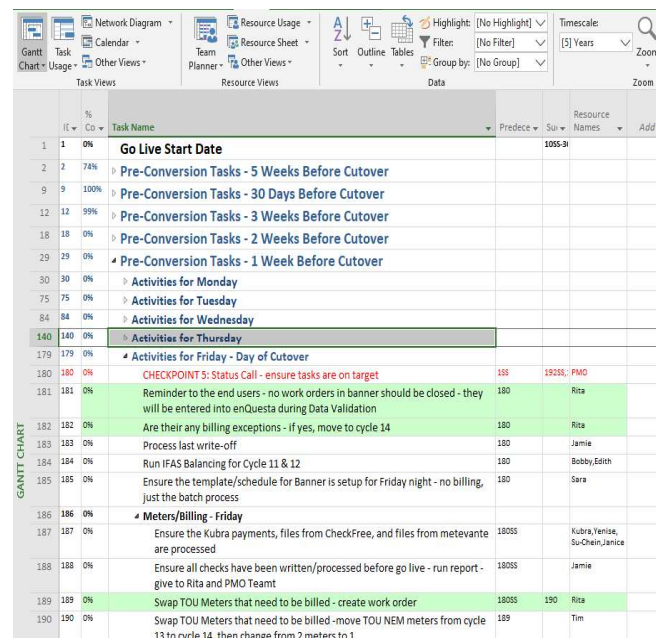 Network Diagram
Calendar
Other Views
Gantt Chart
Task Usage
Task Views
Team Planner
Resource Usage
Resource Sheet
Other Views
Resource Views
Sort
Outline
Tables
Highlight: [No Highlight]
Filter: [No Filter]
Group by: [No Group]
Data
Timescale:
[5] Years
Zoom
Zoom
% Co Task Name Predece Resource Names Add
1 1 0% Go Live Start Date
2 2 74% Pre-Conversion Tasks - 5 Weeks Before Cutover
9 9 100% Pre-Conversion Tasks - 30 Days Before Cutover
12 12 99% Pre-Conversion Tasks - 3 Weeks Before Cutover
18 18 0% Pre-Conversion Tasks - 2 Weeks Before Cutover
29 29 0% Pre-Conversion Tasks - 1 Week Before Cutover
30 30 0% Activities for Monday
75 75 0% Activities for Tuesday
84 84 0% Activities for Wednesday
140 140 0% Activities for Thursday
179 179 0% Activities for Friday - Day of Cutover
180 180 0% CHECKPOINT 5: Status Call - ensure tasks are on target 1SS 192SS, PMO
181 181 0% Reminder to the end users - no work orders in banner should be closed - they 180 Rita
will be entered into enQuesta during Data Validation
182 182 0% Are their any billing exceptions - if yes, move to cycle 14 180 Rita
183 183 0% Process last write-off 180 Jamie
184 184 0% Run IFAS Balancing for Cycle 11 & 12 180 Bobby,Edith
185 185 0% Ensure the template/schedule for Banner is setup for Friday night - no billing, 180 Sara
just the batch process
186 186 0% Meters/Billing - Friday
187 187 0% Ensure the Kubra payments, files from CheckFree, and files from metevante 180SS Kubra,Yenise,
are processed Su-Chein,Janice
188 188 0% Ensure all checks have been written/processed before go live - run report - 180SS Jamie
give to Rita and PMO Teamt
189 189 0% Swap TOU Meters that need to be billed - create work order 180SS 190 Rita
190 190 0% Swap TOU Meters that need to be billed -move TOU NEM meters from cycle 189 Tim
13 to cycle 14, then change from 2 meters to 1
GANTT CHART